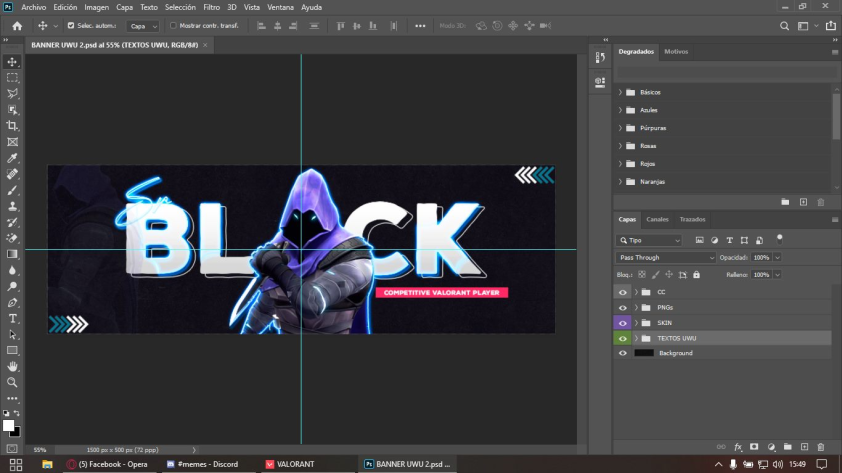 Ps Archivo Edición Imagen Capa Texto Selección Filtro 3D Vista Ventana Ayuda
Selec. autom.: Capa Mostrar contr. transf. Modo 3D:
BANNER UWU 2.psd al 55% (TEXTOS UWU, RGB/8#) ×
Degradados Motivos
Básicos
Azules
Púrpuras
Rosas
Rojos
Naranjas
Sr
BLACK
COMPETITIVE VALORANT PLAYER
Capas Canales Trazados
Tipo
Pass Through Opacidad: 100%
Bloq.: Relleno: 100%
CC
PNGs
SKIN
TEXTOS UWU
Background
fx
55% 1500 px x 500 px (72 ppp)
(5) Facebook - Opera #memes - Discord VALORANT Ps BANNER UWU 2.psd ... 15:49